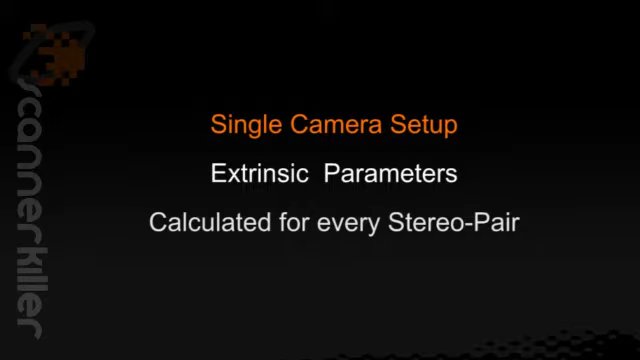 Single Camera Setup
Extrinsic Parameters
Calculated for every Stereo-Pair
scannerkiller